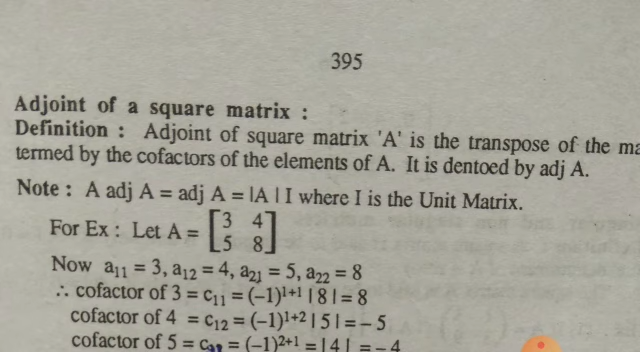 395
Adjoint of a square matrix :
Definition : Adjoint of square matrix 'A' is the transpose of the
termed by the cofactors of the elements of A. It is dentoed by adj A.
Note : A adj A = adj A = |A | I where I is the Unit Matrix.
For Ex : Let A = [3 4
5 8]
Now a₁₁ = 3, a₁₂ = 4, a₂₁ = 5, a₂₂ = 8
∴ cofactor of 3 = c₁₁ = (–1)¹⁺¹ | 8 | = 8
cofactor of 4 = c₁₂ = (–1)¹⁺² | 5 | = – 5
cofactor of 5 = = (–1)²⁺¹ = | 4 | = – 4